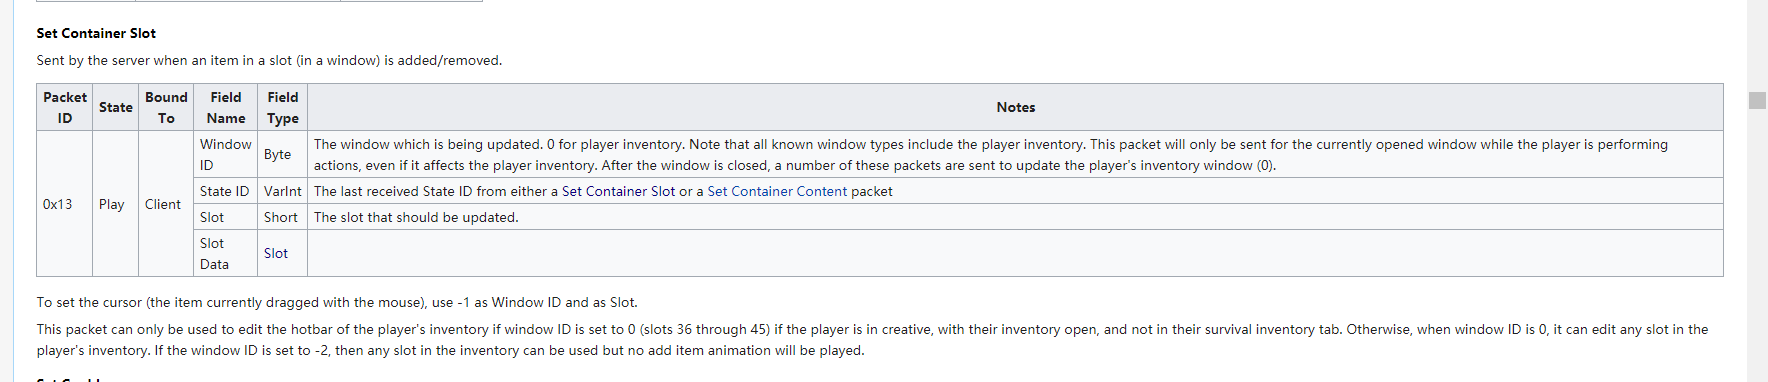 Set Container Slot
Sent by the server when an item in a slot (in a window) is added/removed.
Packet ID State Bound To Field Name Field Type Notes
0x13 Play Client
Window ID Byte The window which is being updated. 0 for player inventory. Note that all known window types include the player inventory. This packet will only be sent for the currently opened window while the player is performing
actions, even if it affects the player inventory. After the window is closed, a number of these packets are sent to update the player's inventory window (0).
State ID VarInt The last received State ID from either a Set Container Slot or a Set Container Content packet
Slot Short The slot that should be updated.
Slot Data Slot
To set the cursor (the item currently dragged with the mouse), use -1 as Window ID and as Slot.
This packet can only be used to edit the hotbar of the player's inventory if window ID is set to 0 (slots 36 through 45) if the player is in creative, with their inventory open, and not in their survival inventory tab. Otherwise, when window ID is 0, it can edit any slot in the
player's inventory. If the window ID is set to -2, then any slot in the inventory can be used but no add item animation will be played.